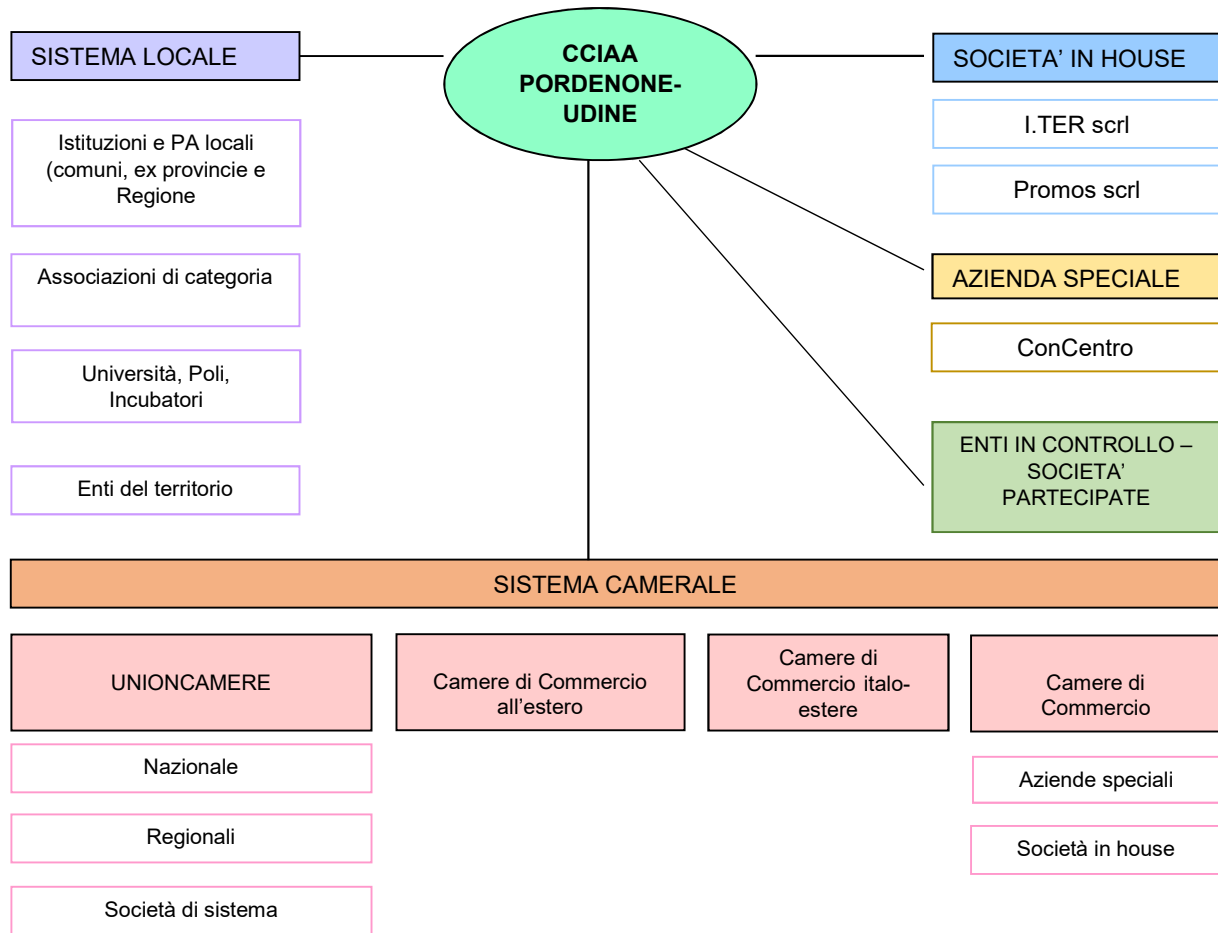 SISTEMA LOCALE
CCIAA
PORDENONE-
UDINE
SOCIETA’ IN HOUSE
I.TER scrl
Promos scrl
Istituzioni e PA locali
(comuni, ex provincie e
Regione
Associazioni di categoria
Università, Poli,
Incubatori
Enti del territorio
AZIENDA SPECIALE
ConCentro
ENTI IN CONTROLLO –
SOCIETA’
PARTECIPATE
SISTEMA CAMERALE
UNIONCAMERE
Nazionale
Regionali
Società di sistema
Camere di Commercio
all’estero
Camere di
Commercio italo-
estere
Camere di
Commercio
Aziende speciali
Società in house